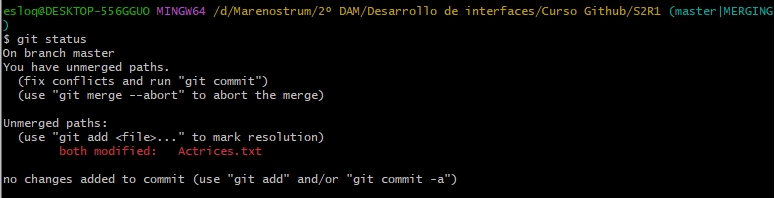 esloq@DESKTOP-556GGUO MINGW64 /d/Marenostrum/2º DAM/Desarrollo de interfaces/Curso Github/S2R1 (master|MERGING
)
$ git status
On branch master
You have unmerged paths.
  (fix conflicts and run "git commit")
  (use "git merge --abort" to abort the merge)

Unmerged paths:
  (use "git add <file>..." to mark resolution)
        both modified:   Actrices.txt

no changes added to commit (use "git add" and/or "git commit -a")